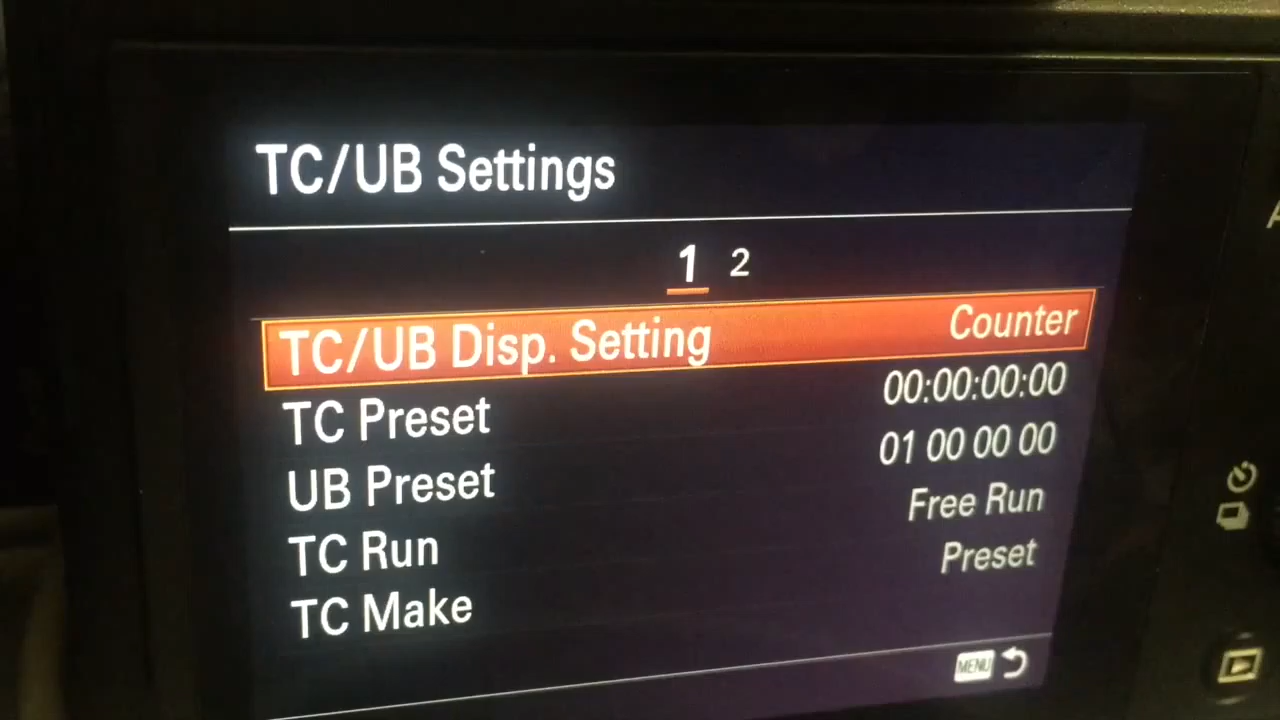 TC/UB Settings
1 2
TC/UB Disp. Setting Counter
TC Preset 00:00:00:00
UB Preset 01 00 00 00
TC Run Free Run
TC Make Preset
MENU